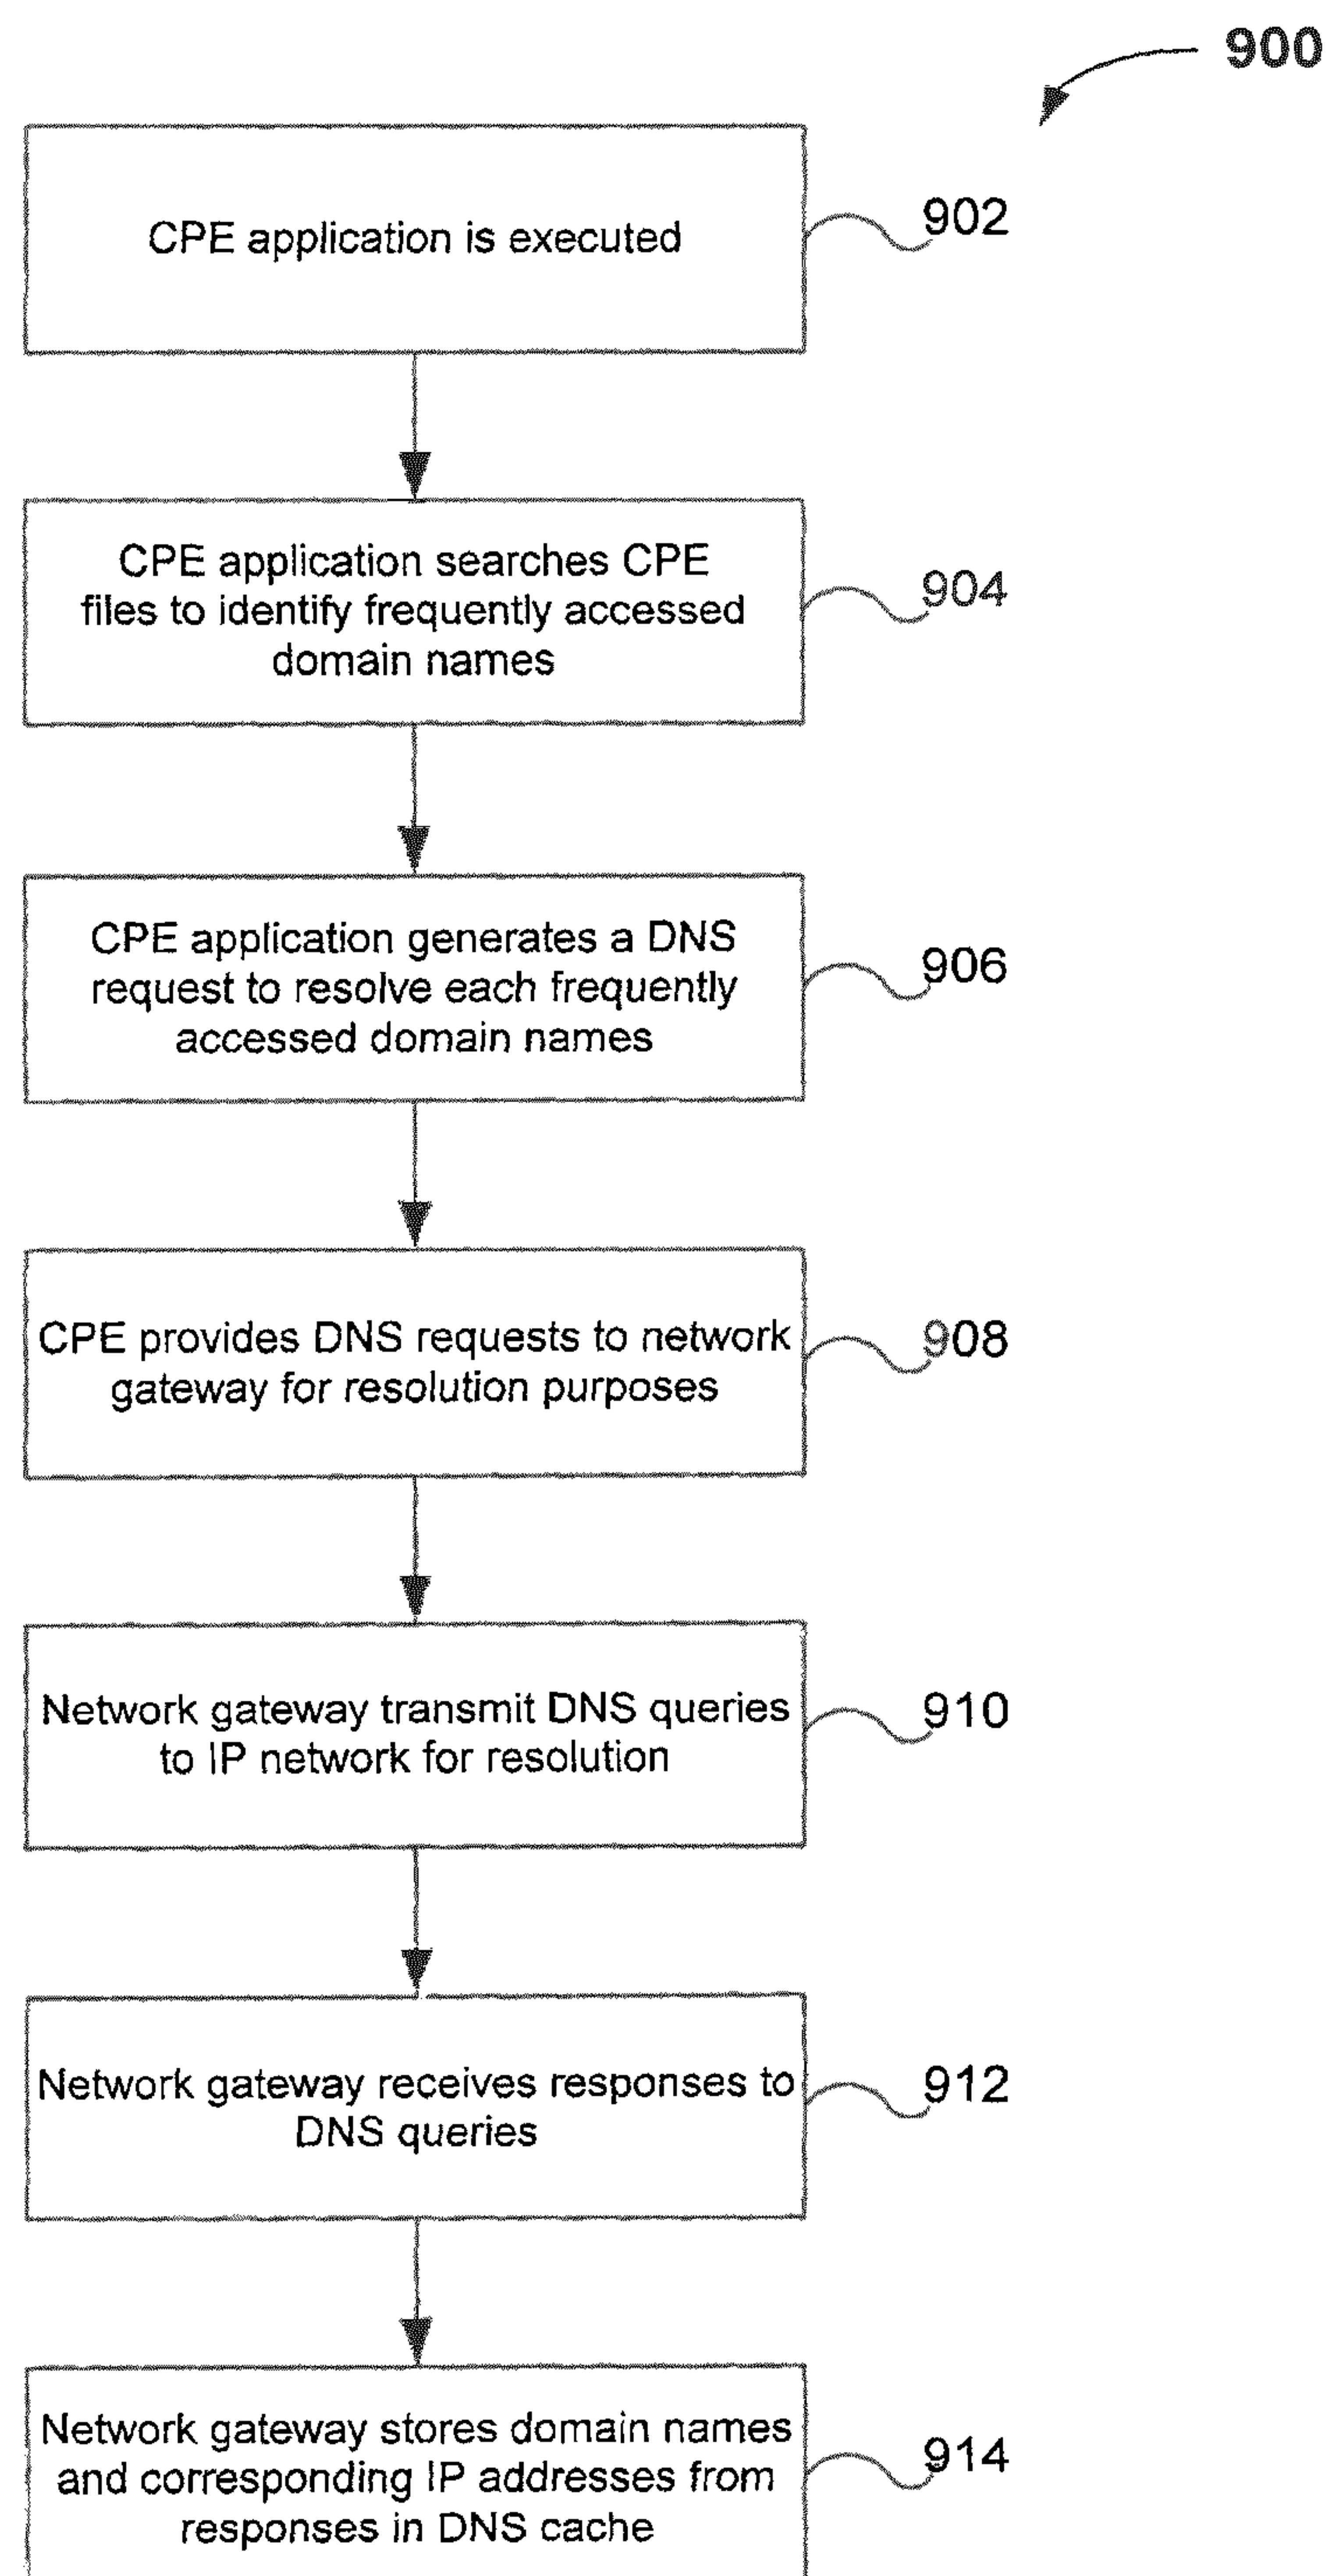 900
CPE application is executed
902
CPE application searches CPE
files to identify frequently accessed
domain names
904
CPE application generates a DNS
request to resolve each frequently
accessed domain names
906
CPE provides DNS requests to network
gateway for resolution purposes
908
Network gateway transmit DNS queries
to IP network for resolution
910
Network gateway receives responses to
DNS queries
912
Network gateway stores domain names
and corresponding IP addresses from
responses in DNS cache
914